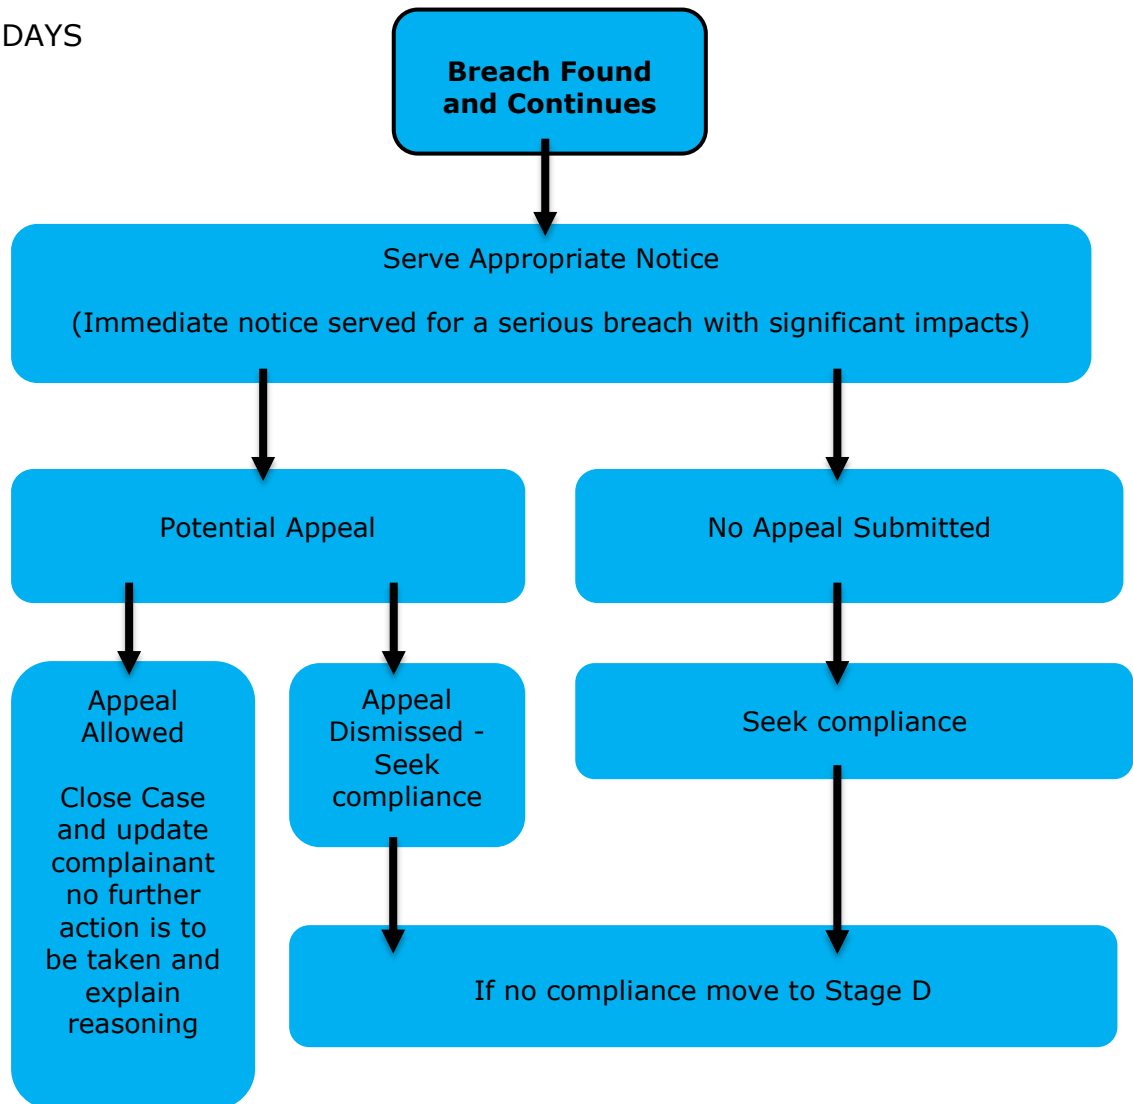 DAYS
Breach Found
and Continues
Serve Appropriate Notice
(Immediate notice served for a serious breach with significant impacts)
Potential Appeal
No Appeal Submitted
Appeal
Allowed
Close Case
and update
complainant
no further
action is to
be taken and
explain
reasoning
Appeal
Dismissed -
Seek
compliance
Seek compliance
If no compliance move to Stage D